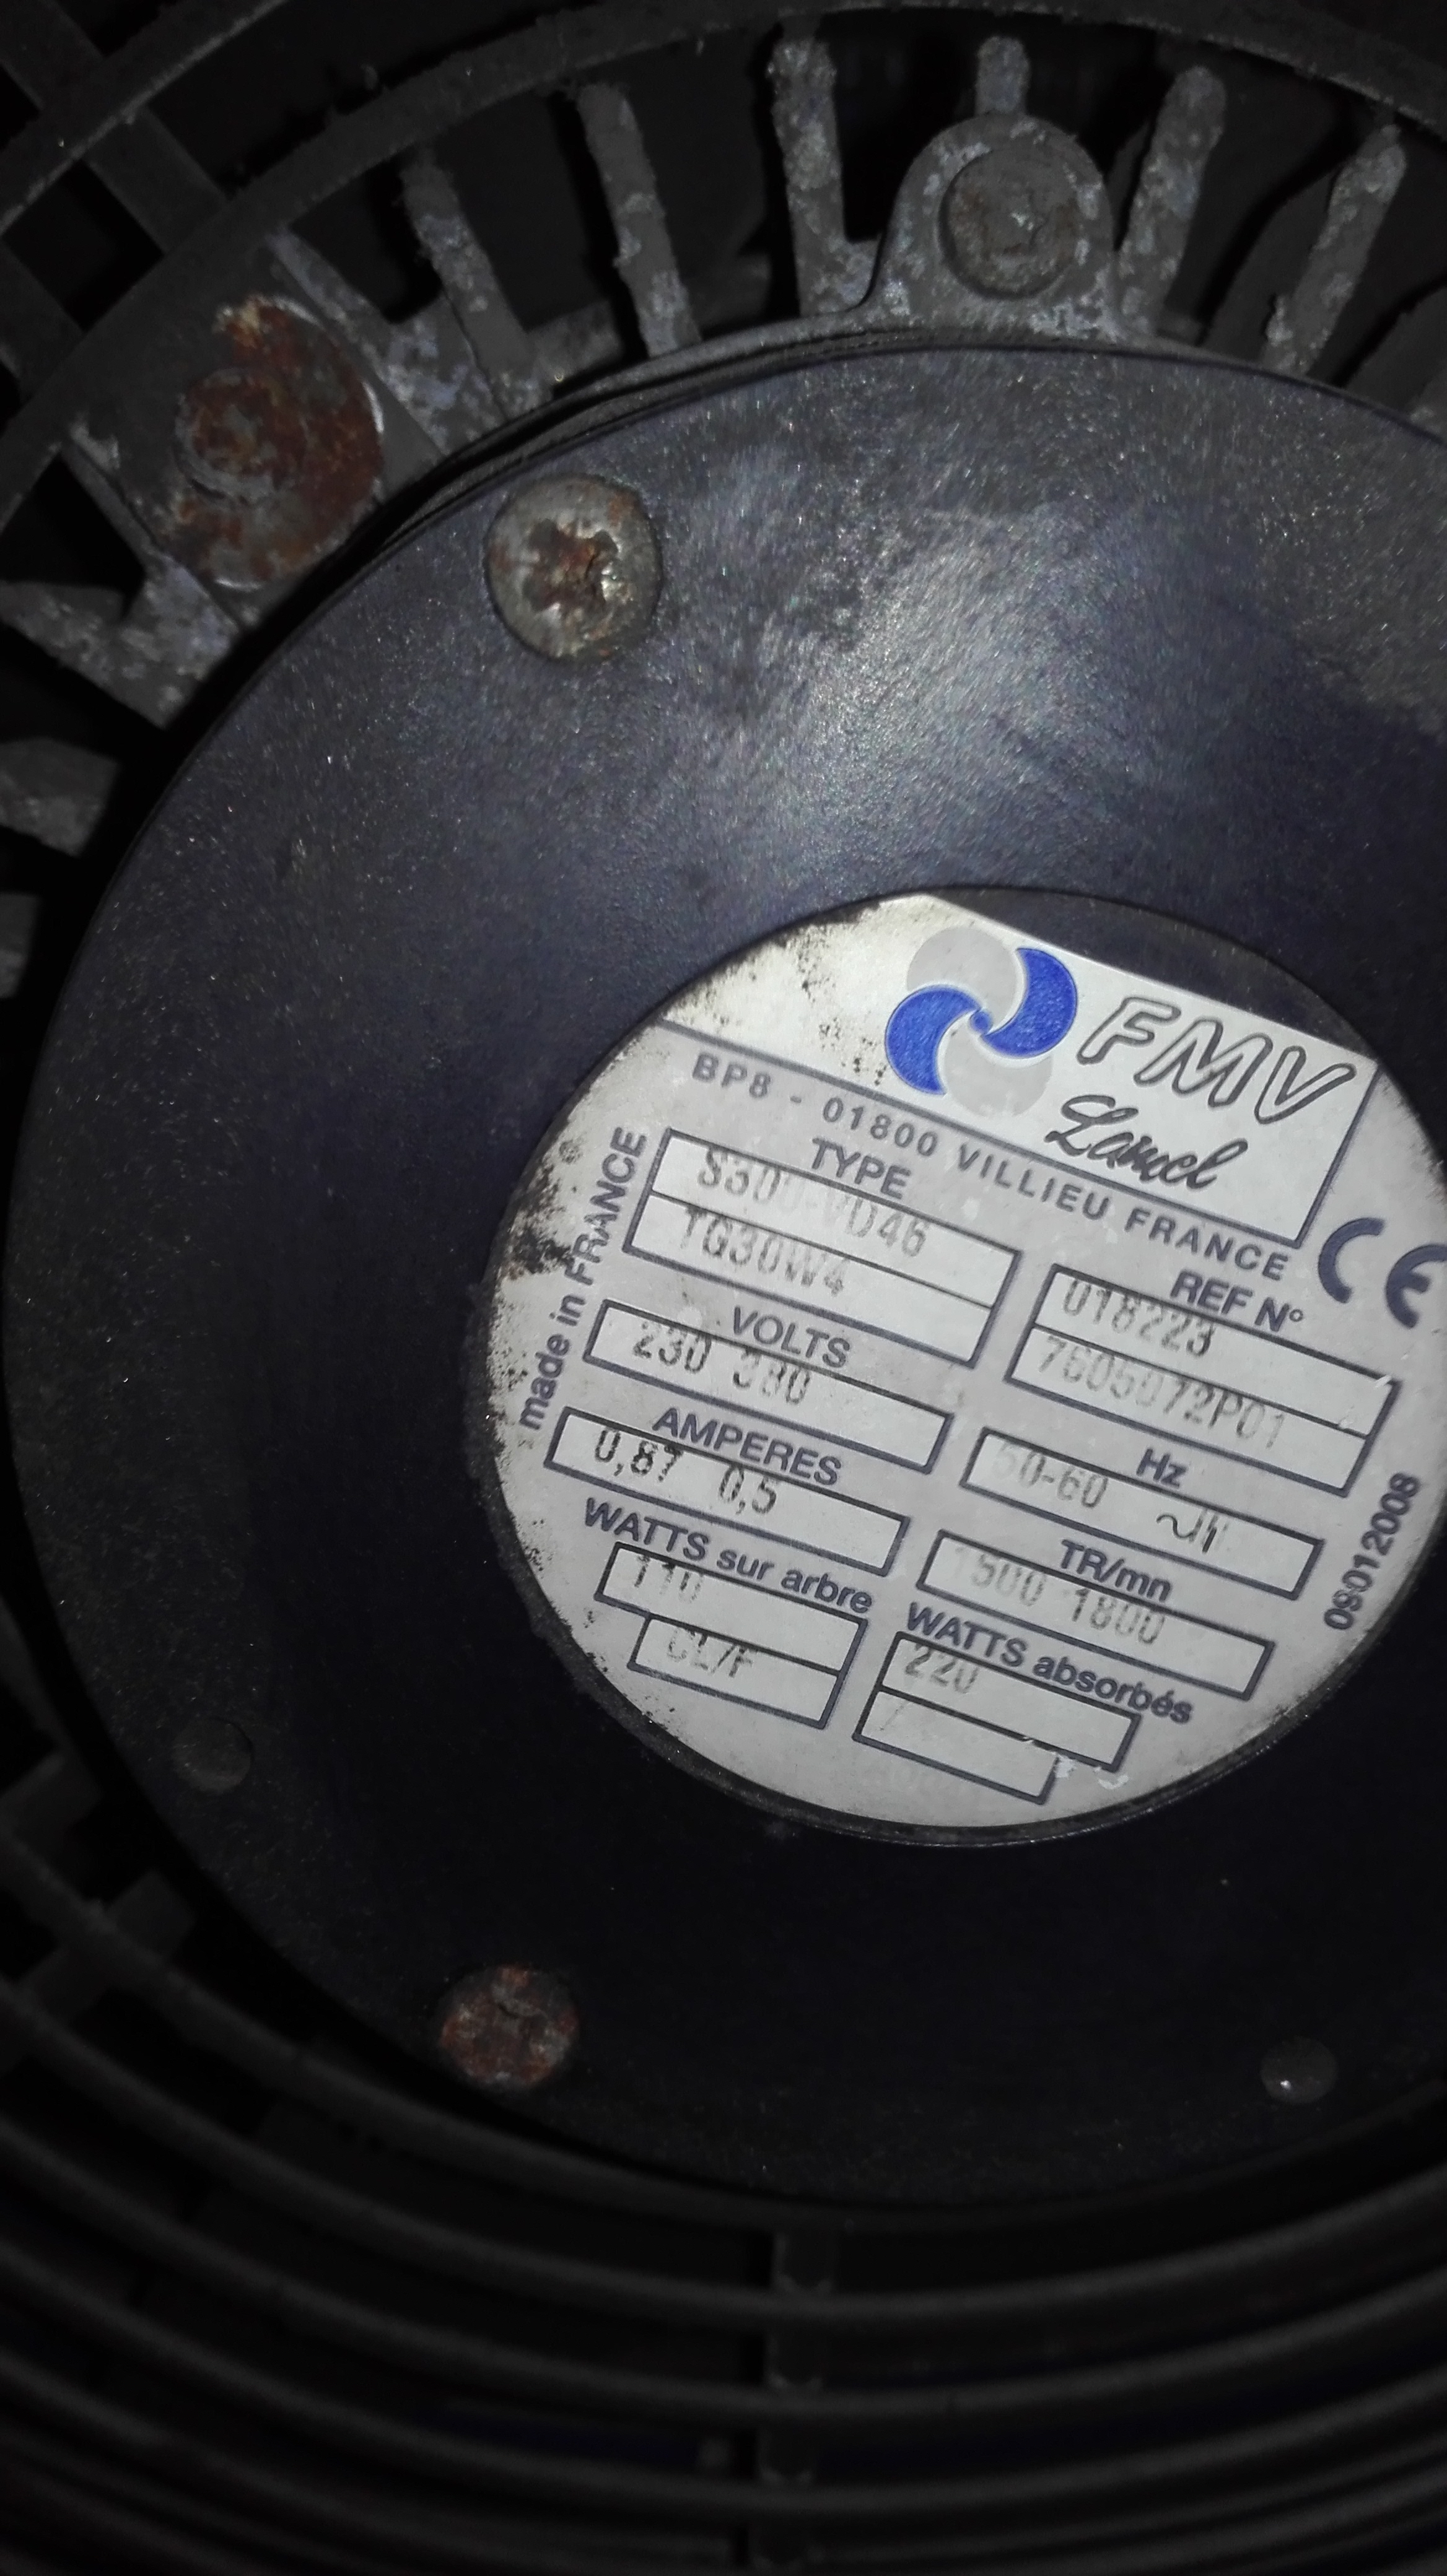 FMV
Lamel
BP8 - 01800 VILLIEU FRANCE
CE
made in FRANCE
TYPE
TG30W4
REF N°
018223
7605072P01
VOLTS
230 380
Hz
50-60 ~
AMPERES
0,87 0,5
TR/mn
1500 1800
WATTS sur arbre
110
CL/F
WATTS absorbés
220
09012008